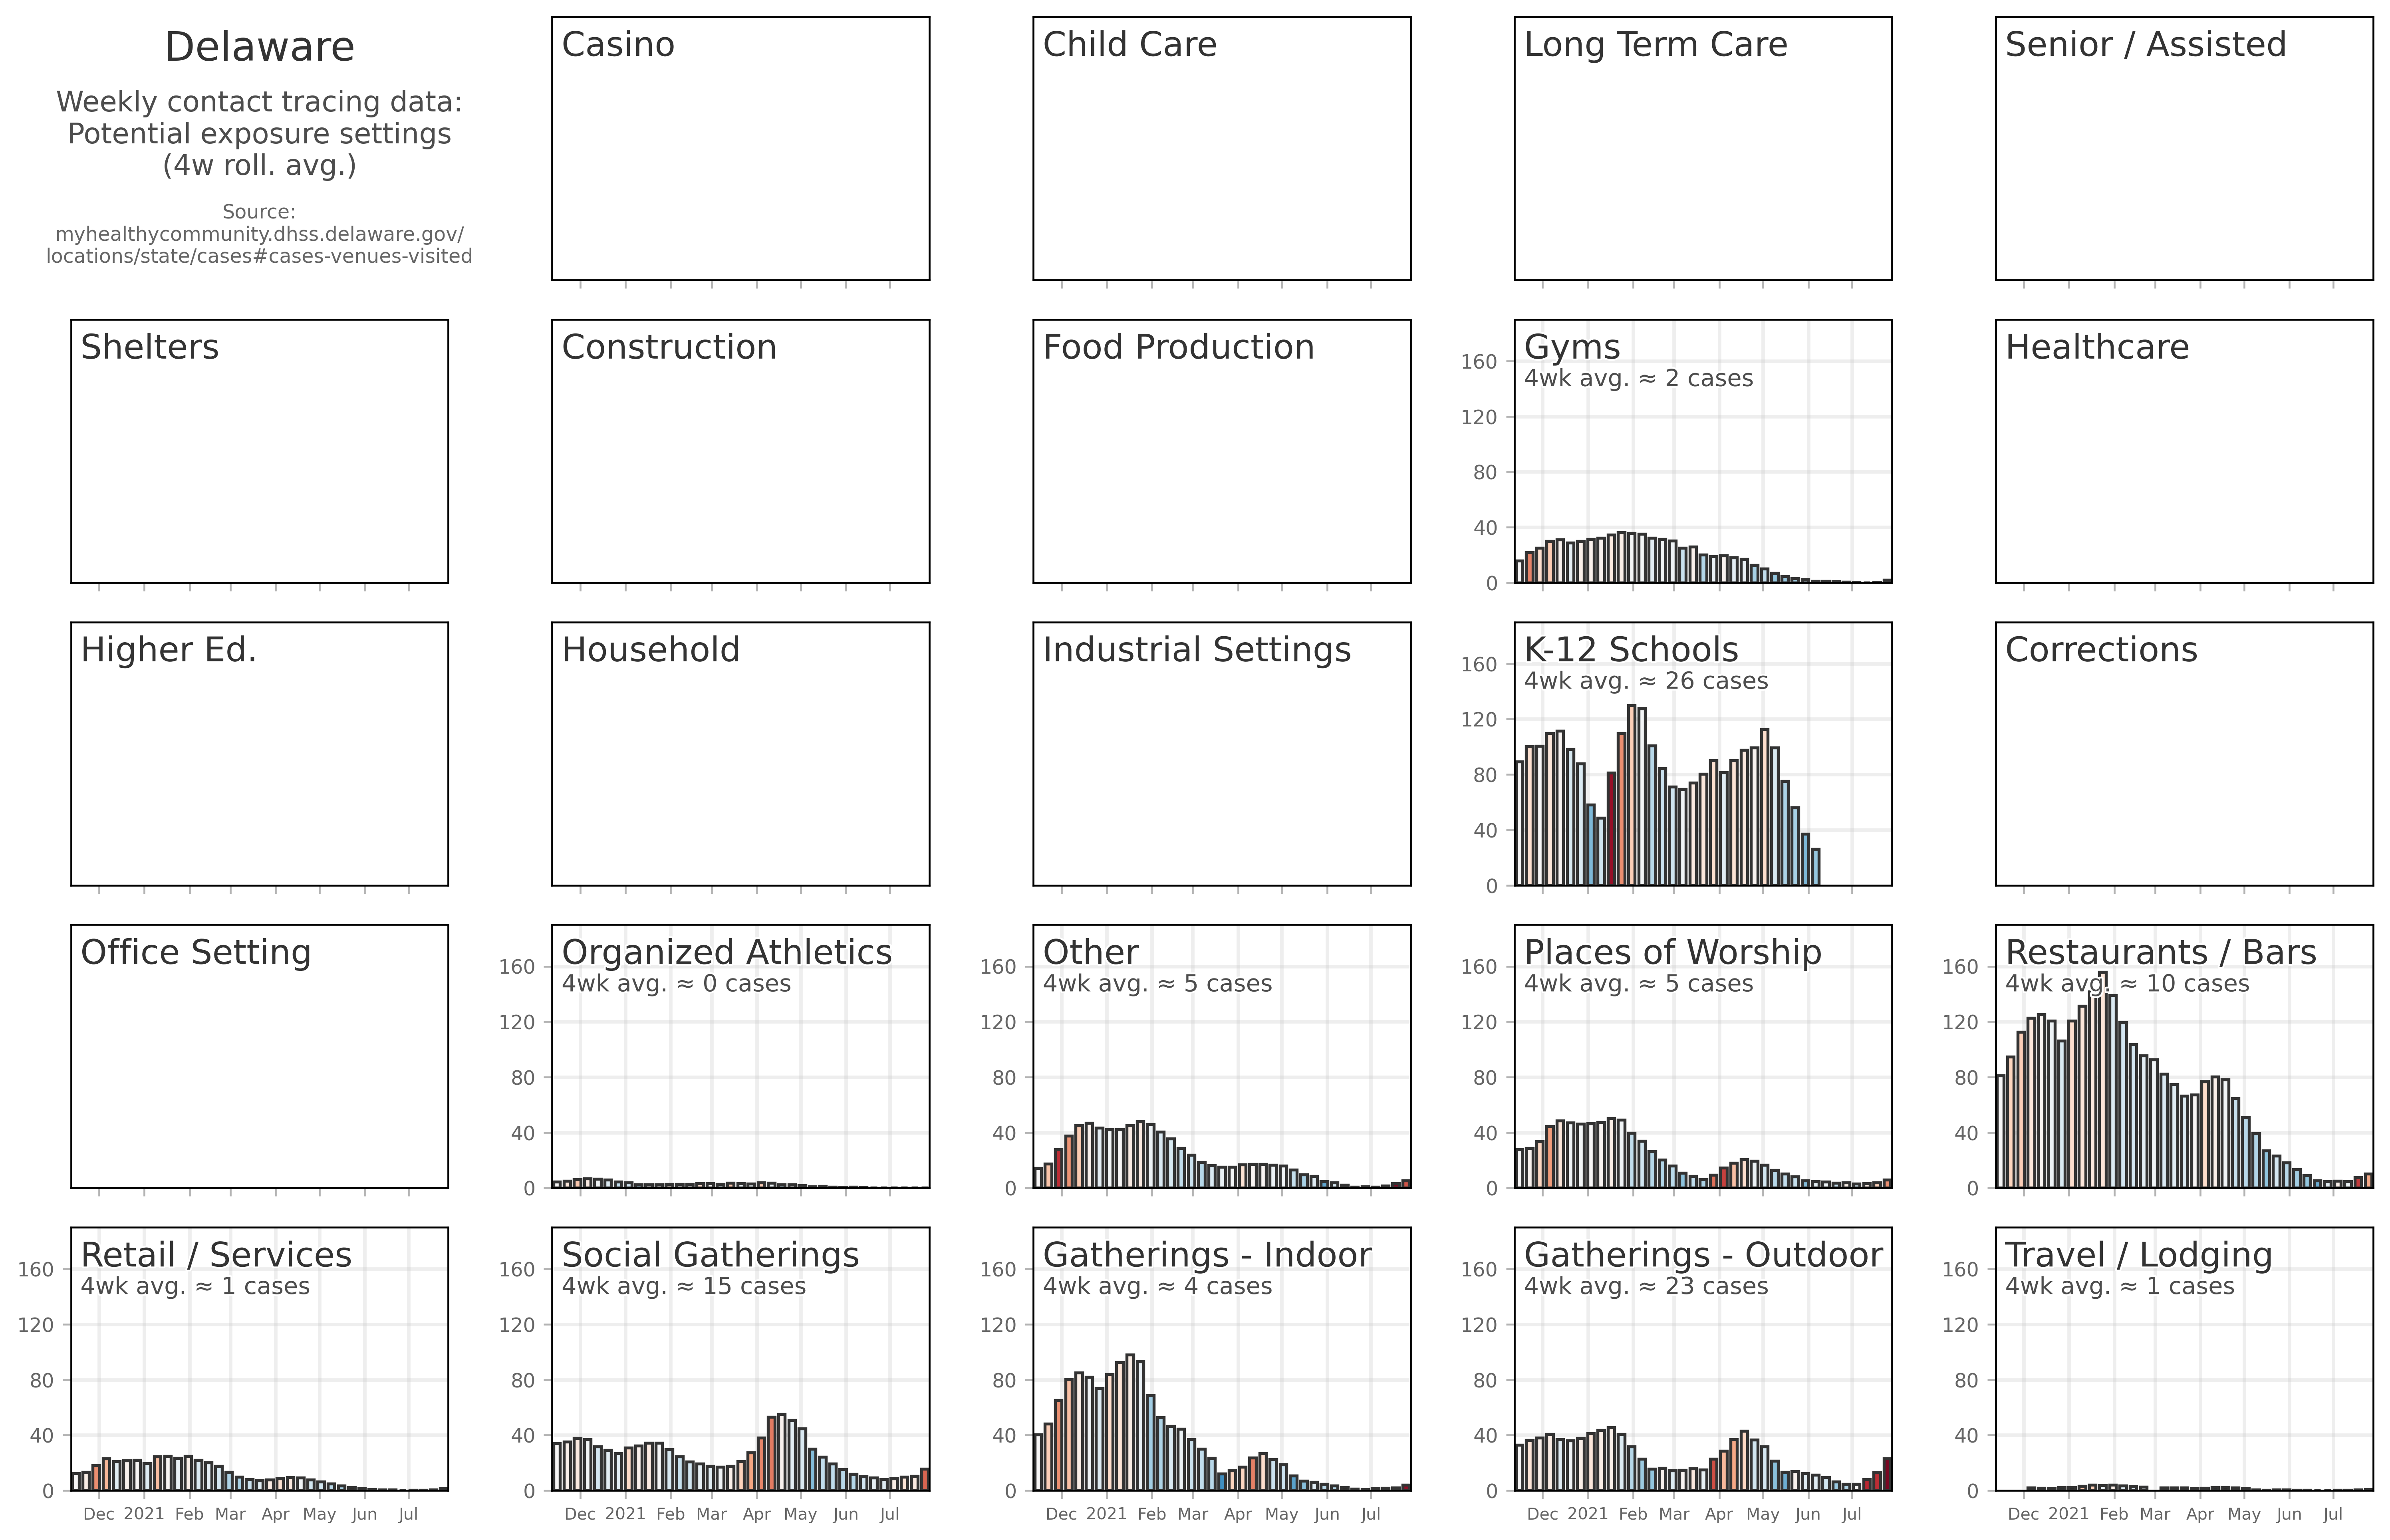 Delaware
Weekly contact tracing data:
Potential exposure settings
(4w roll. avg.)
Source:
myhealthycommunity.dhss.delaware.gov/
locations/state/cases#cases-venues-visited
Casino
Child Care
Long Term Care
Senior / Assisted
Shelters
Construction
Food Production
Gyms
4wk avg. ≈ 2 cases
160
120
80
40
0
Healthcare
Higher Ed.
Household
Industrial Settings
K-12 Schools
4wk avg. ≈ 26 cases
160
120
80
40
0
Corrections
Office Setting
Organized Athletics
4wk avg. ≈ 0 cases
160
120
80
40
0
Other
4wk avg. ≈ 5 cases
160
120
80
40
0
Places of Worship
4wk avg. ≈ 5 cases
160
120
80
40
0
Restaurants / Bars
4wk avg. ≈ 10 cases
160
120
80
40
0
Retail / Services
4wk avg. ≈ 1 cases
160
120
80
40
0
Dec 2021 Feb Mar Apr May Jun Jul
Social Gatherings
4wk avg. ≈ 15 cases
160
120
80
40
0
Dec 2021 Feb Mar Apr May Jun Jul
Gatherings - Indoor
4wk avg. ≈ 4 cases
160
120
80
40
0
Dec 2021 Feb Mar Apr May Jun Jul
Gatherings - Outdoor
4wk avg. ≈ 23 cases
160
120
80
40
0
Dec 2021 Feb Mar Apr May Jun Jul
Travel / Lodging
4wk avg. ≈ 1 cases
160
120
80
40
0
Dec 2021 Feb Mar Apr May Jun Jul